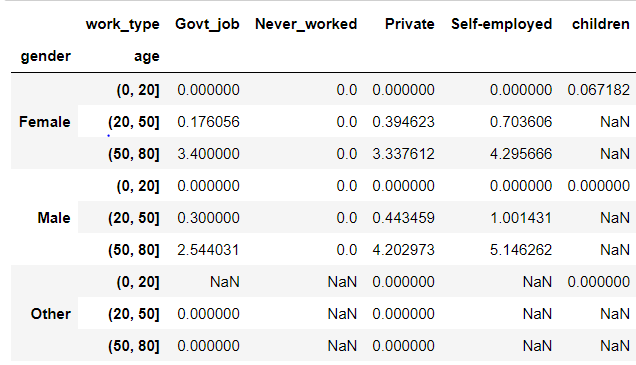 work_type Govt_job Never_worked Private Self-employed children
gender age
(0, 20] 0.000000 0.0 0.000000 0.000000 0.067182
Female (20, 50] 0.176056 0.0 0.394623 0.703606 NaN
(50, 80] 3.400000 0.0 3.337612 4.295666 NaN
(0, 20] 0.000000 0.0 0.000000 0.000000 0.000000
Male (20, 50] 0.300000 0.0 0.443459 1.001431 NaN
(50, 80] 2.544031 0.0 4.202973 5.146262 NaN
(0, 20] NaN NaN 0.000000 NaN 0.000000
Other (20, 50] 0.000000 NaN 0.000000 NaN NaN
(50, 80] 0.000000 NaN 0.000000 NaN NaN